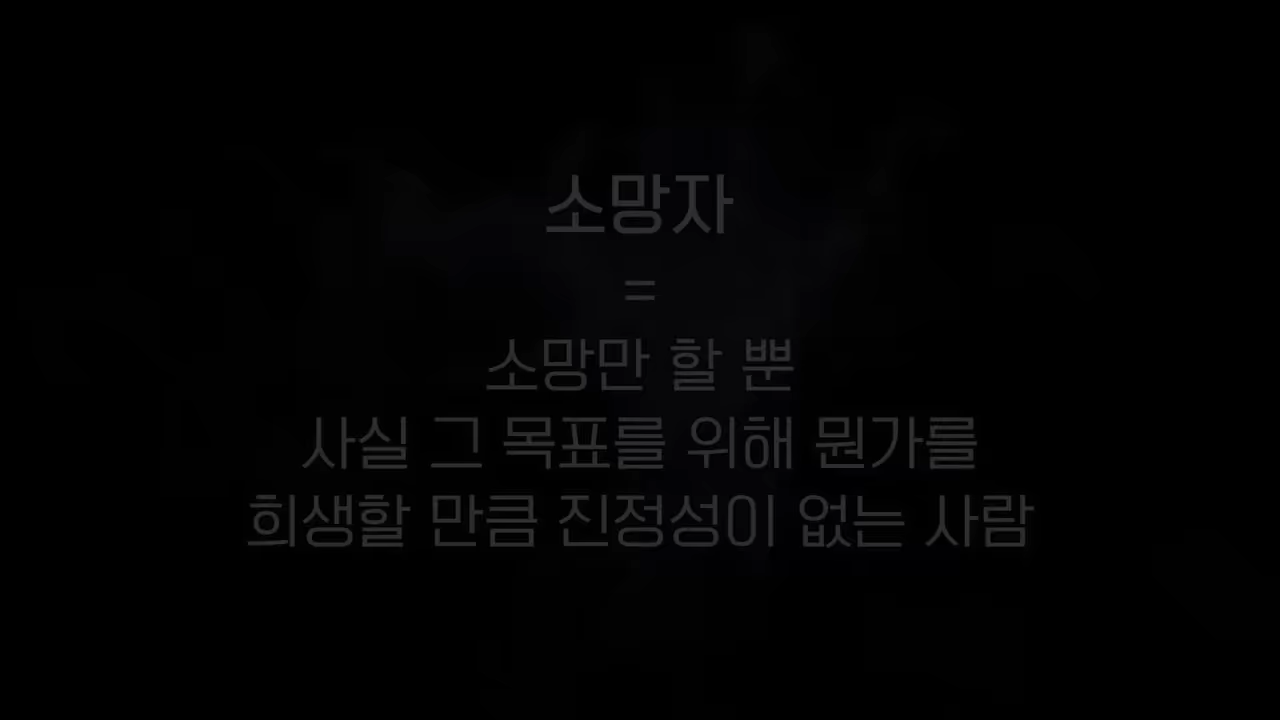 소망자
=
소망만 할 뿐
사실 그 목표를 위해 뭔가를
희생할 만큼 진정성이 없는 사람